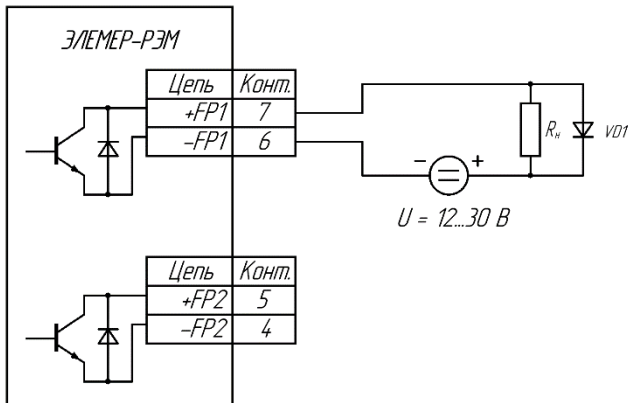 ЭЛЕМЕР-РЭМ
Цепь Конт.
+FP1 7
-FP1 6
Rн VD1
- +
U = 12...30 В
Цепь Конт.
+FP2 5
-FP2 4